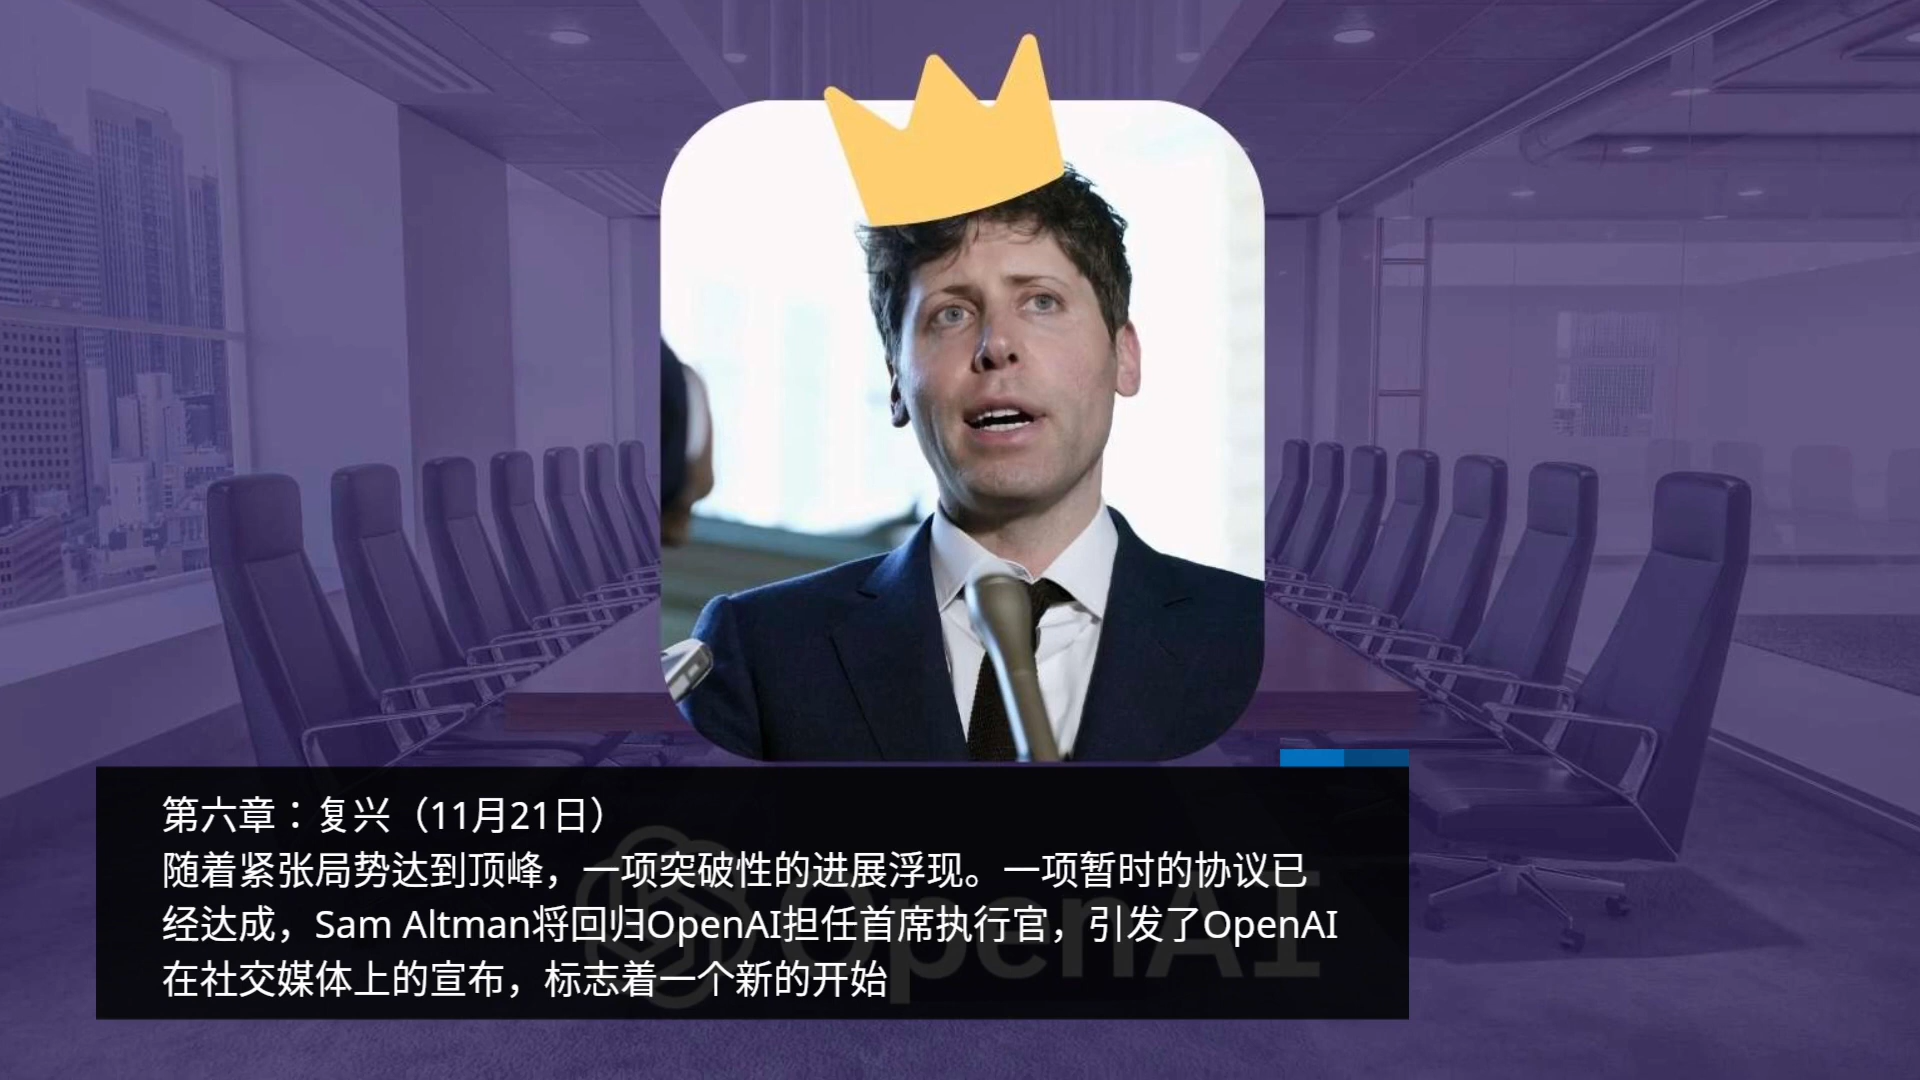 第六章：复兴（11月21日）
随着紧张局势达到顶峰，一项突破性的进展浮现。一项暂时的协议已
经达成，Sam Altman将回归OpenAI担任首席执行官，引发了OpenAI
在社交媒体上的宣布，标志着一个新的开始
OpenAI